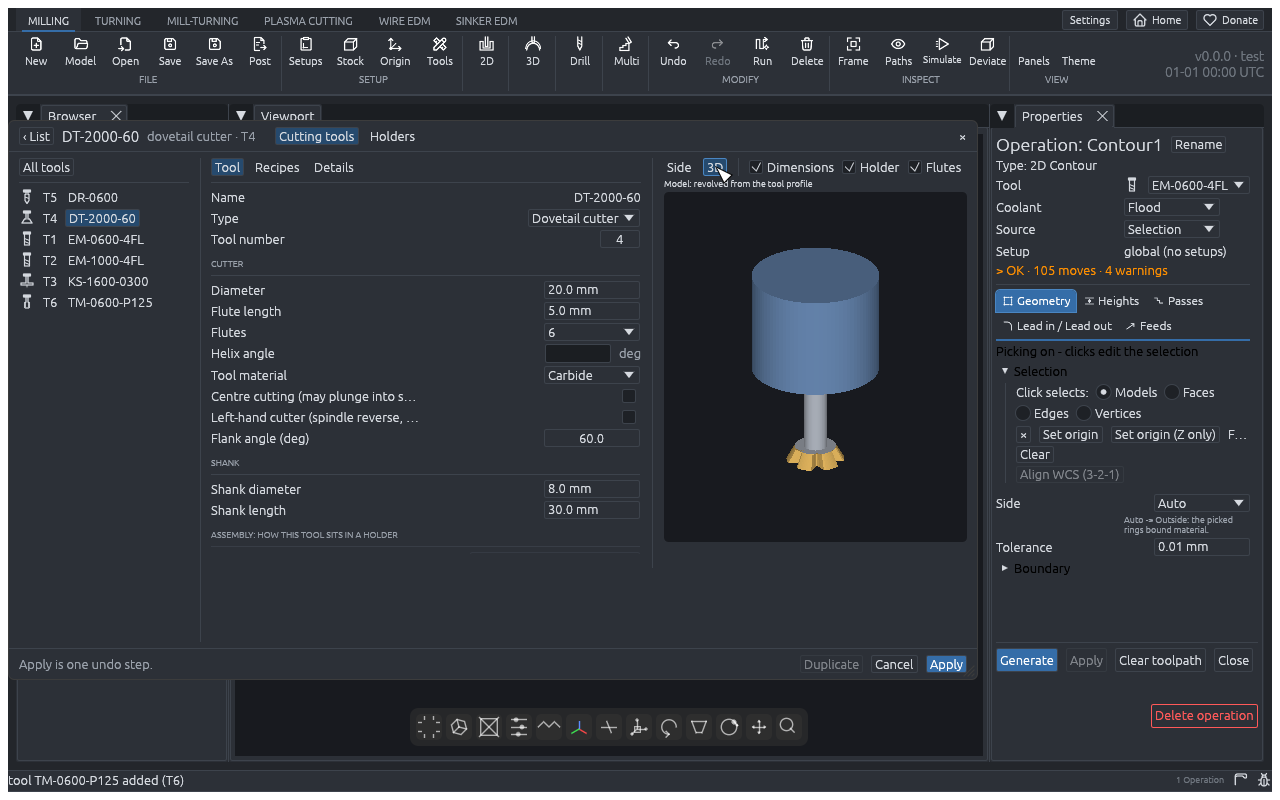 MILLING TURNING MILL-TURNING PLASMA CUTTING WIRE EDM SINKER EDM Settings Home Donate
New Model Open Save Save As Post Setups Stock Origin Tools 2D 3D Drill Multi Undo Redo Run Delete Frame Paths Simulate Deviate Panels Theme
FILE SETUP MODIFY INSPECT VIEW
v0.0.0 · test
01-01 00:00 UTC
Browser Viewport Properties
‹ List DT-2000-60 dovetail cutter · T4 Cutting tools Holders ×
All tools
T5 DR-0600
T4 DT-2000-60
T1 EM-0600-4FL
T2 EM-1000-4FL
T3 KS-1600-0300
T6 TM-0600-P125
Tool Recipes Details
Name DT-2000-60
Type Dovetail cutter
Tool number 4
CUTTER
Diameter 20.0 mm
Flute length 5.0 mm
Flutes 6
Helix angle deg
Tool material Carbide
Centre cutting (may plunge into s…
Left-hand cutter (spindle reverse, …
Flank angle (deg) 60.0
SHANK
Shank diameter 8.0 mm
Shank length 30.0 mm
ASSEMBLY: HOW THIS TOOL SITS IN A HOLDER
Side 3D Dimensions Holder Flutes
Model: revolved from the tool profile
Apply is one undo step. Duplicate Cancel Apply
Operation: Contour1 Rename
Type: 2D Contour
Tool EM-0600-4FL
Coolant Flood
Source Selection
Setup global (no setups)
> OK · 105 moves · 4 warnings
Geometry Heights Passes
Lead in / Lead out Feeds
Picking on - clicks edit the selection
Selection
Click selects: Models Faces
Edges Vertices
× Set origin Set origin (Z only) F…
Clear
Align WCS (3-2-1)
Side Auto
Auto -> Outside: the picked
rings bound material.
Tolerance 0.01 mm
Boundary
Generate Apply Clear toolpath Close
Delete operation
tool TM-0600-P125 added (T6) 1 Operation